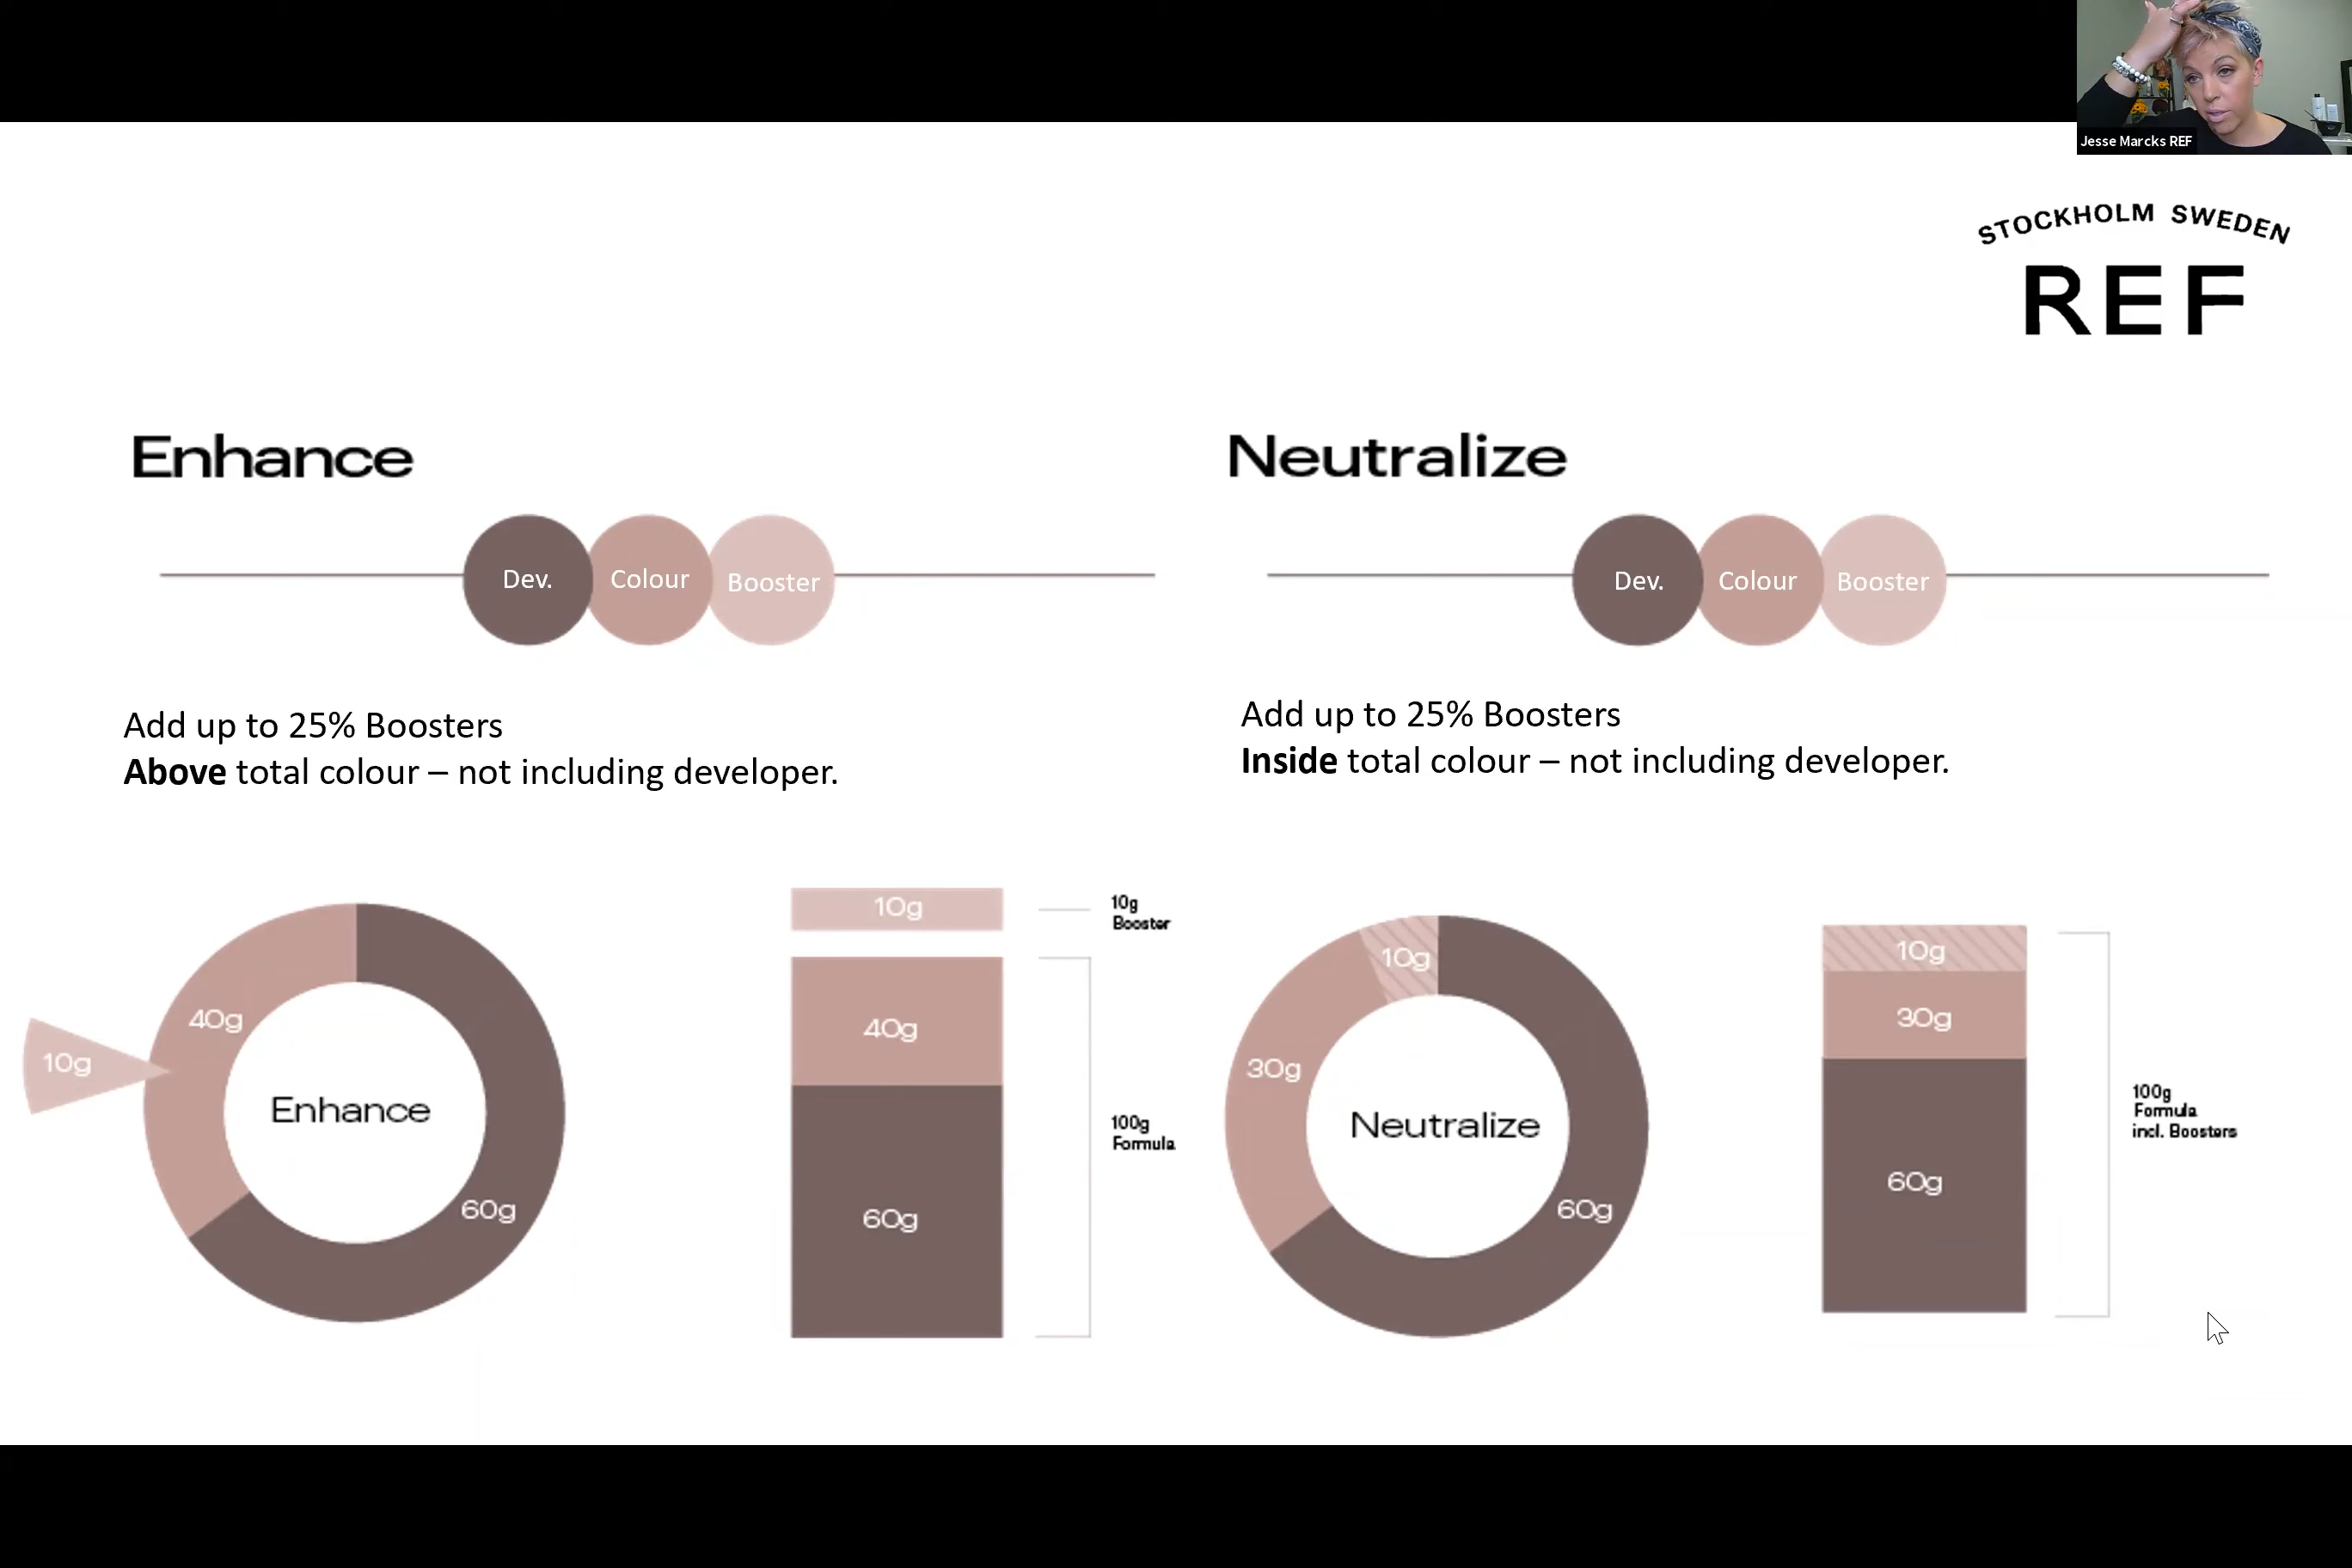 Jesse Marcks REF
STOCKHOLM SWEDEN
REF
Enhance
Dev.
Colour
Booster
Add up to 25% Boosters
Above total colour – not including developer.
10g
40g
60g
Enhance
10g
40g
60g
10g
Booster
100g
Formula
Neutralize
Dev.
Colour
Booster
Add up to 25% Boosters
Inside total colour – not including developer.
10g
30g
60g
Neutralize
10g
30g
60g
100g
Formula
incl. Boosters